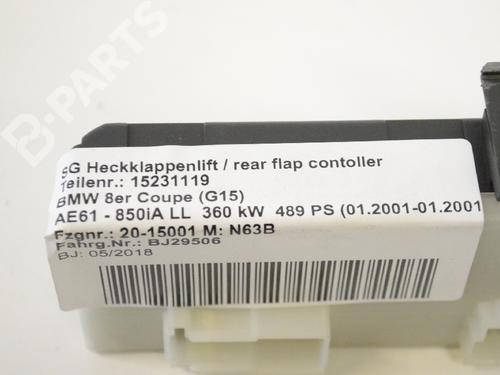 SG Heckklappenlift / rear flap contoller
Teilenr.: 15231119
BMW 8er Coupe (G15)
AE61 - 850iA LL 360 kW 489 PS (01.2001-01.2001
Fzgnr.: 20-15001 M: N63B
Fahrg.Nr.: BJ29506
BJ: 05/2018
B-PARTS